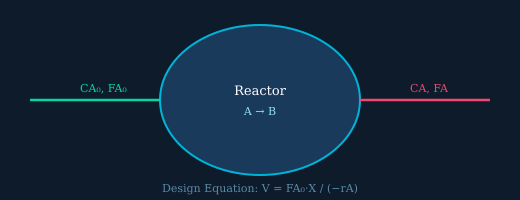 CA₀, FA₀
Reactor
CA, FA
A → B
Design Equation: V = FA₀·X / (−rA)